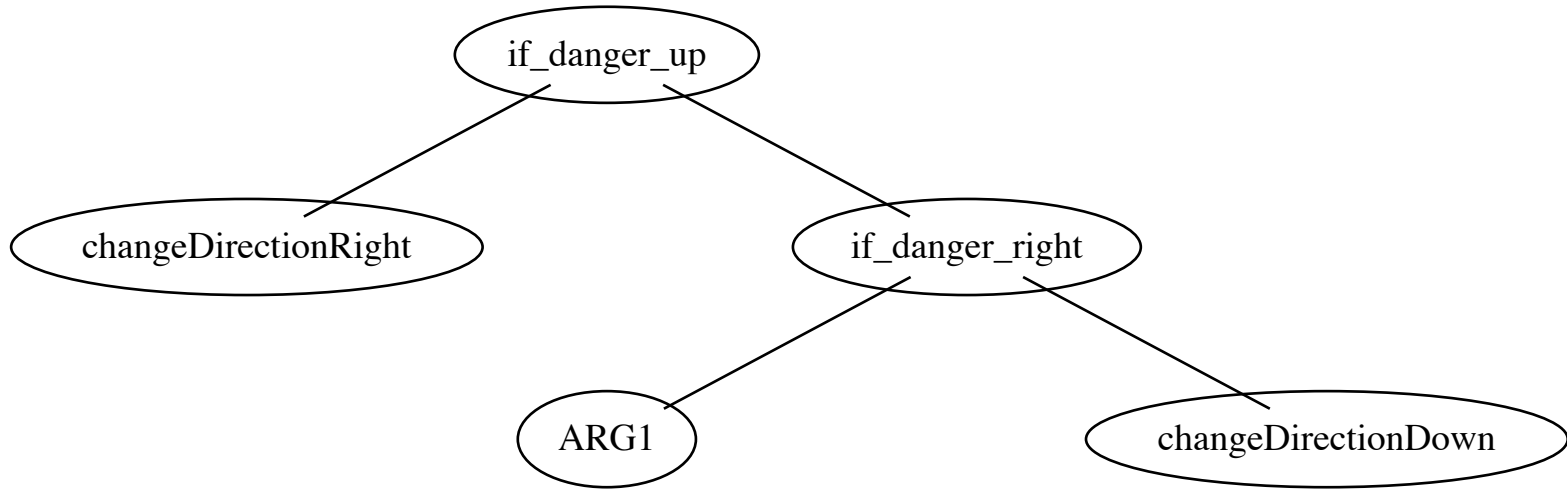 if_danger_up
changeDirectionRight
if_danger_right
ARG1
changeDirectionDown